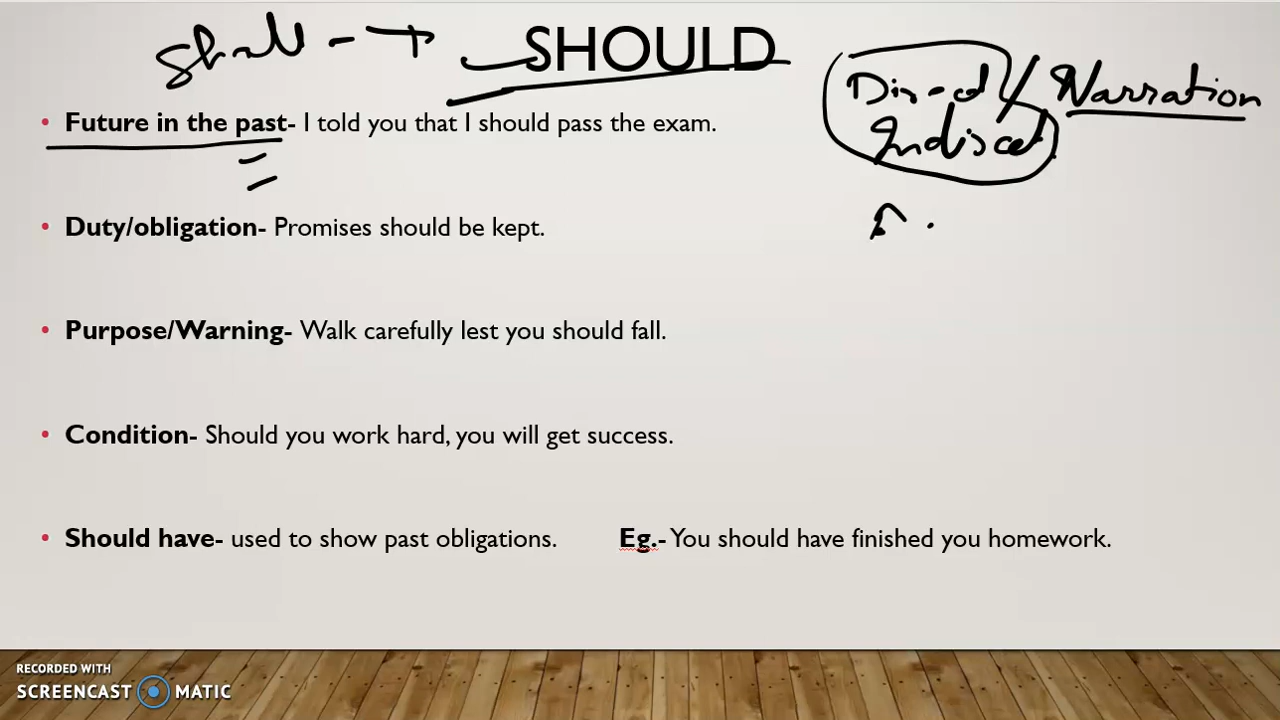 Shall → SHOULD
Direct / Narration
Indirect
• Future in the past- I told you that I should pass the exam.
• Duty/obligation- Promises should be kept.
• Purpose/Warning- Walk carefully lest you should fall.
• Condition- Should you work hard, you will get success.
• Should have- used to show past obligations. Eg.- You should have finished you homework.
RECORDED WITH
SCREENCAST MATIC